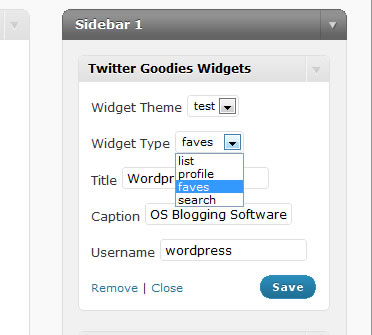 Sidebar 1
Twitter Goodies Widgets
Widget Theme test
Widget Type faves
list
profile
faves
search
Title Wordpr
Caption OS Blogging Software
Username wordpress
Remove | Close Save